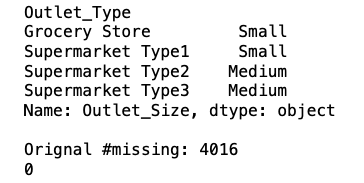 Outlet_Type
Grocery Store Small
Supermarket Type1 Small
Supermarket Type2 Medium
Supermarket Type3 Medium
Name: Outlet_Size, dtype: object
Orignal #missing: 4016
0